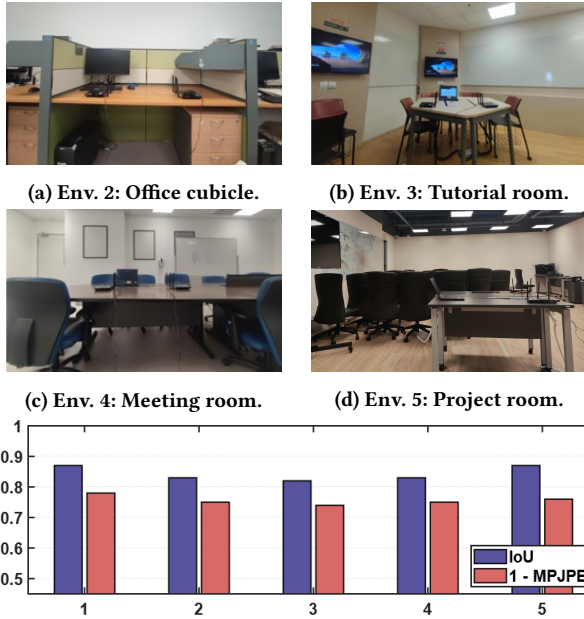 (a) Env. 2: Office cubicle.
(b) Env. 3: Tutorial room.
(c) Env. 4: Meeting room.
(d) Env. 5: Project room.
1
0.9
0.8
0.7
0.6
0.5
IoU
1 - MPJPE
1 2 3 4 5